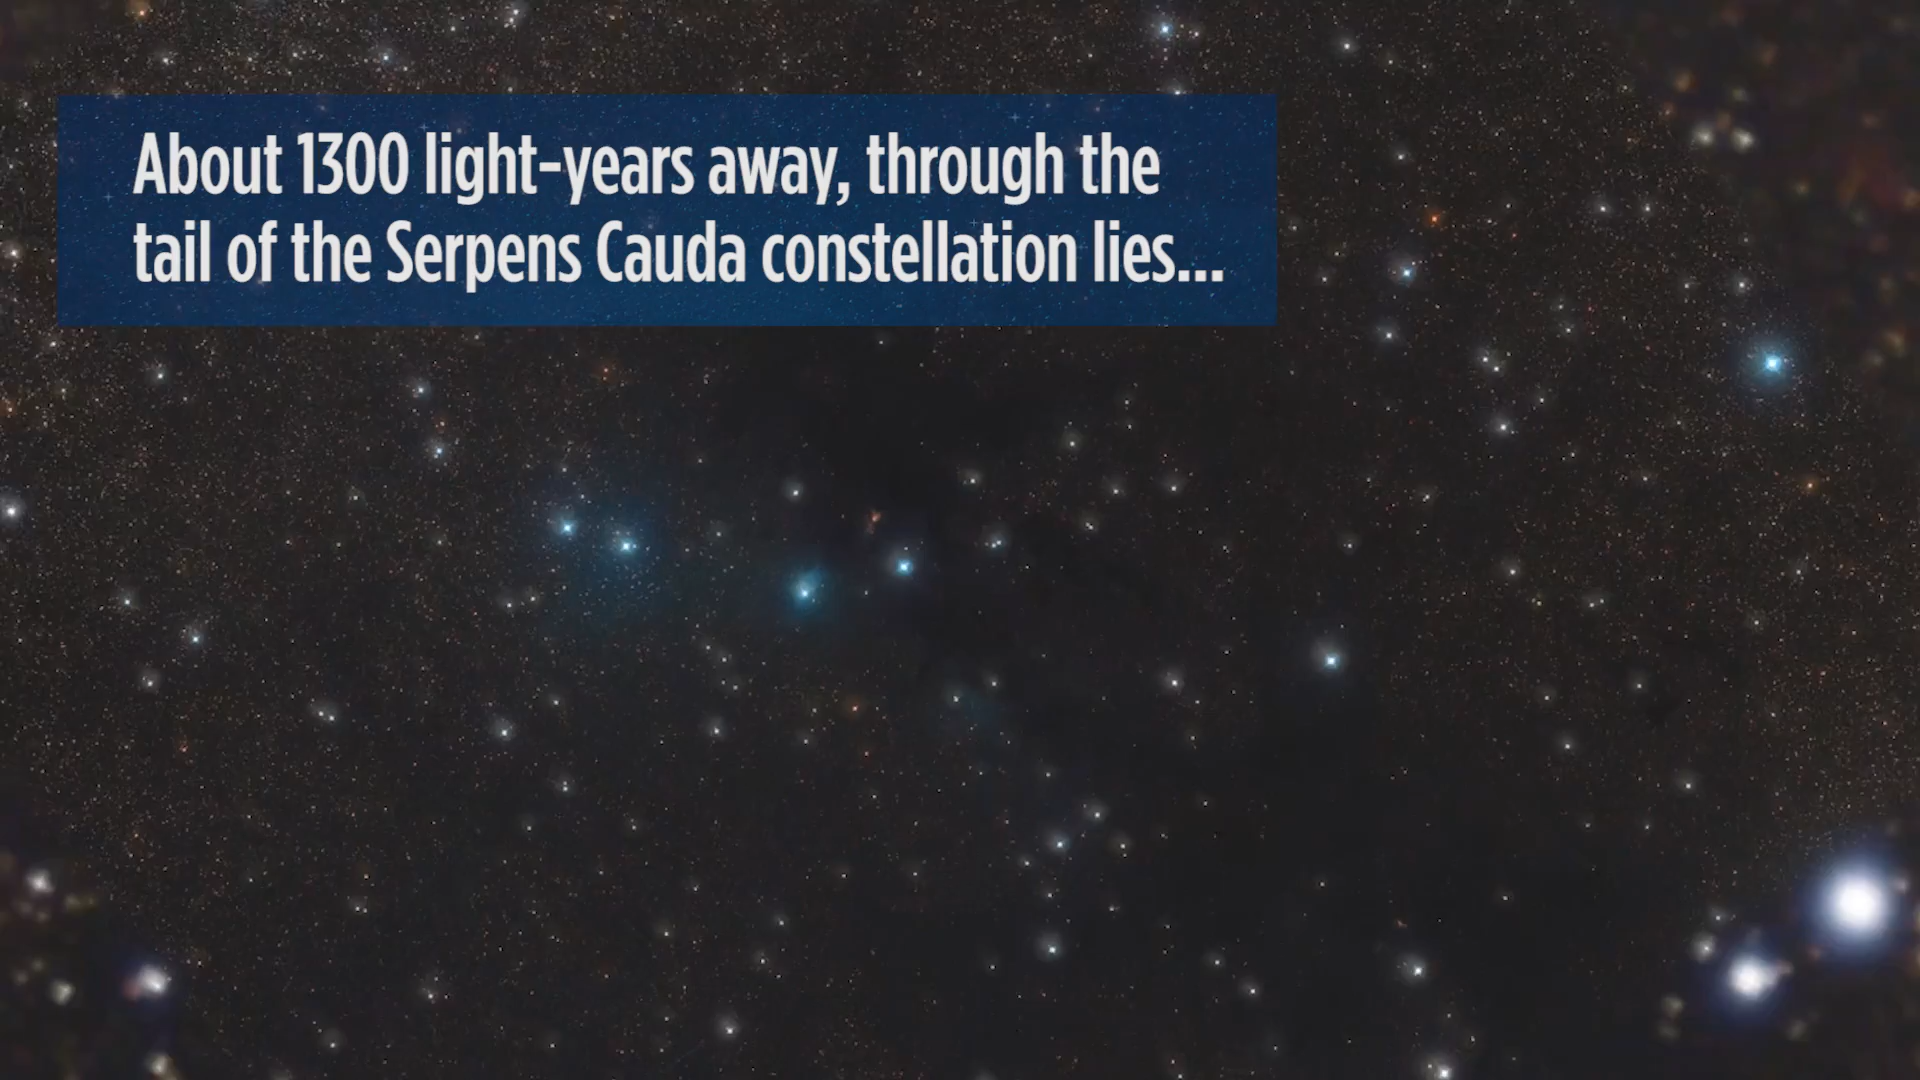 About 1300 light-years away, through the
tail of the Serpens Cauda constellation lies...